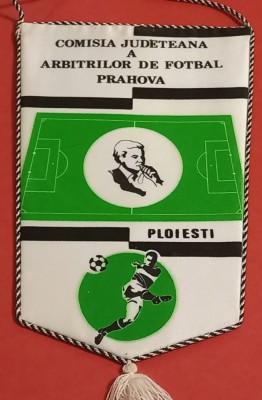 COMISIA JUDETEANA
A
ARBITRILOR DE FOTBAL
PRAHOVA
PLOIESTI